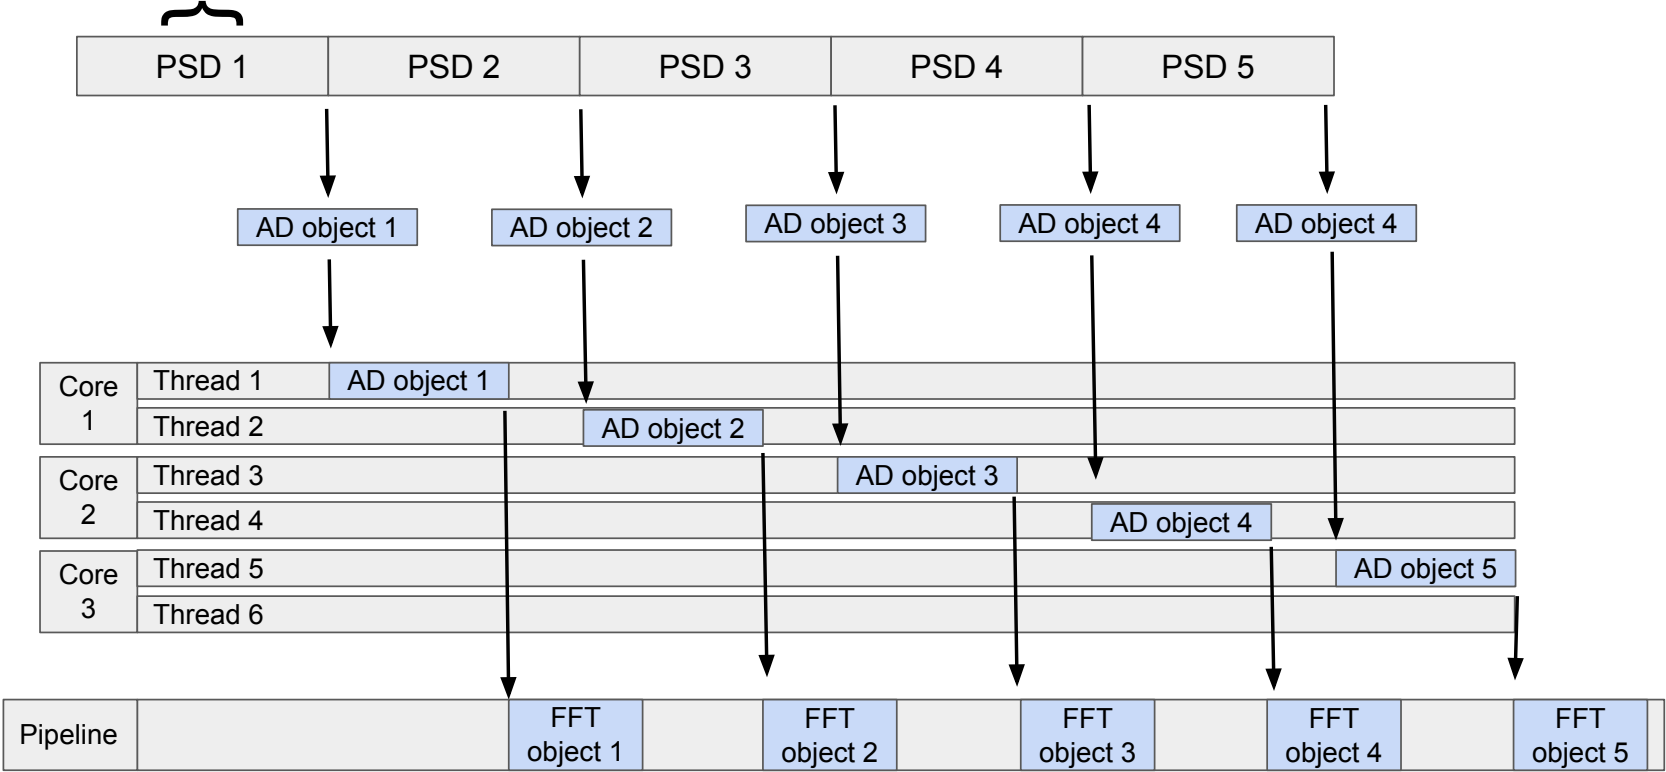 PSD 1
PSD 2
PSD 3
PSD 4
PSD 5
AD object 1
AD object 2
AD object 3
AD object 4
AD object 4
Core
1
Thread 1
AD object 1
Thread 2
AD object 2
Core
2
Thread 3
AD object 3
Thread 4
AD object 4
Core
3
Thread 5
AD object 5
Thread 6
Pipeline
FFT
object 1
FFT
object 2
FFT
object 3
FFT
object 4
FFT
object 5